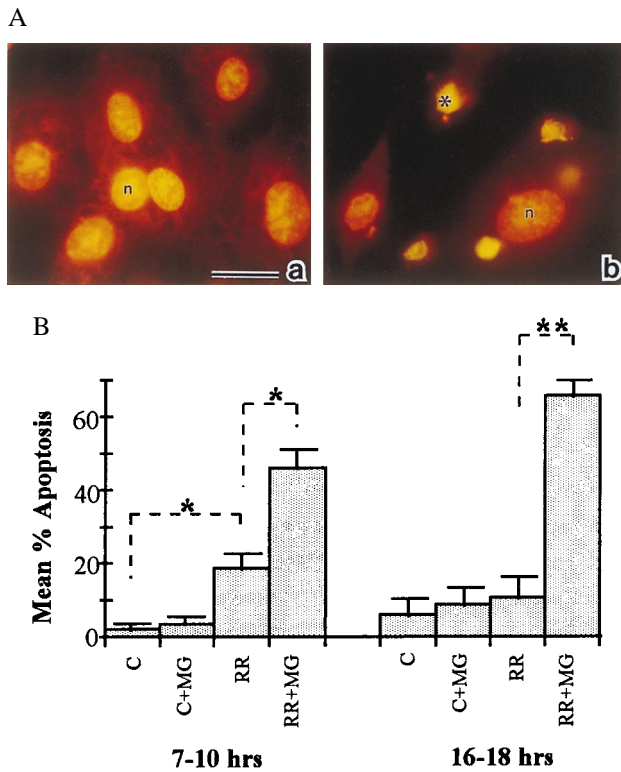 A
n
a
*
n
b
B
Mean % Apoptosis
60
40
20
0
*
*
**
C
C+MG
RR
RR+MG
C
C+MG
RR
RR+MG
7-10 hrs
16-18 hrs